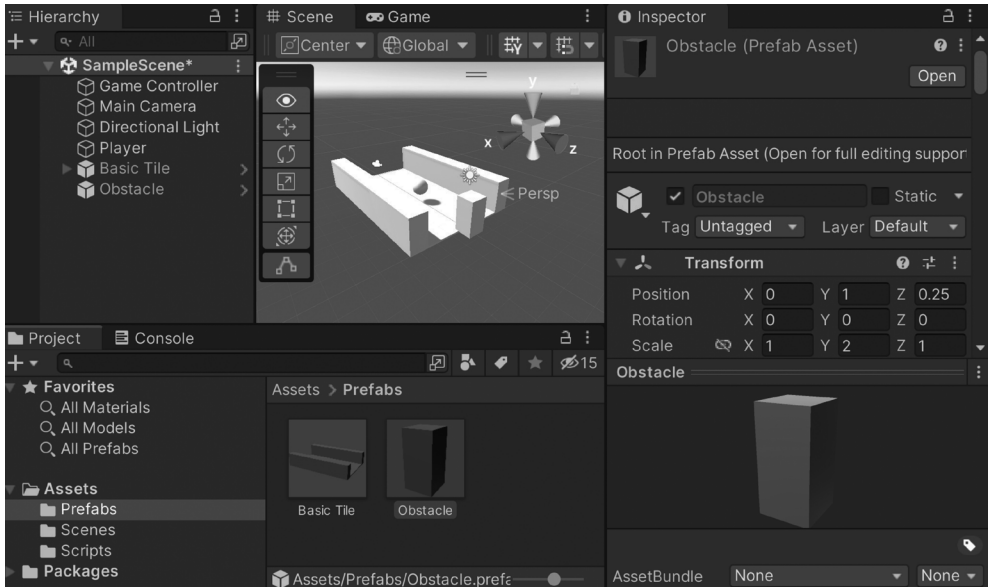 Hierarchy
All
SampleScene*
Game Controller
Main Camera
Directional Light
Player
Basic Tile
Obstacle
Scene Game
Center Global
y
x
z
Persp
Inspector
Obstacle (Prefab Asset)
Open
Root in Prefab Asset (Open for full editing suppor
Obstacle Static
Tag Untagged Layer Default
Transform
Position X 0 Y 1 Z 0.25
Rotation X 0 Y 0 Z 0
Scale X 1 Y 2 Z 1
Obstacle
AssetBundle None None
Project Console
15
Favorites
All Materials
All Models
All Prefabs
Assets
Prefabs
Scenes
Scripts
Packages
Assets > Prefabs
Basic Tile Obstacle
Assets/Prefabs/Obstacle.prefa